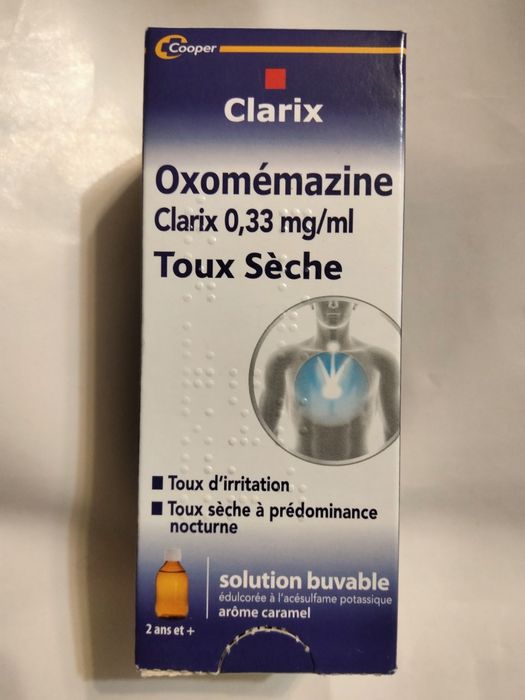 Cooper
Clarix
Oxomémazine
Clarix 0,33 mg/ml
Toux Sèche
■ Toux d'irritation
■ Toux sèche à prédominance
nocturne
2 ans et +
solution buvable
édulcorée à l'acésulfame potassique
arôme caramel